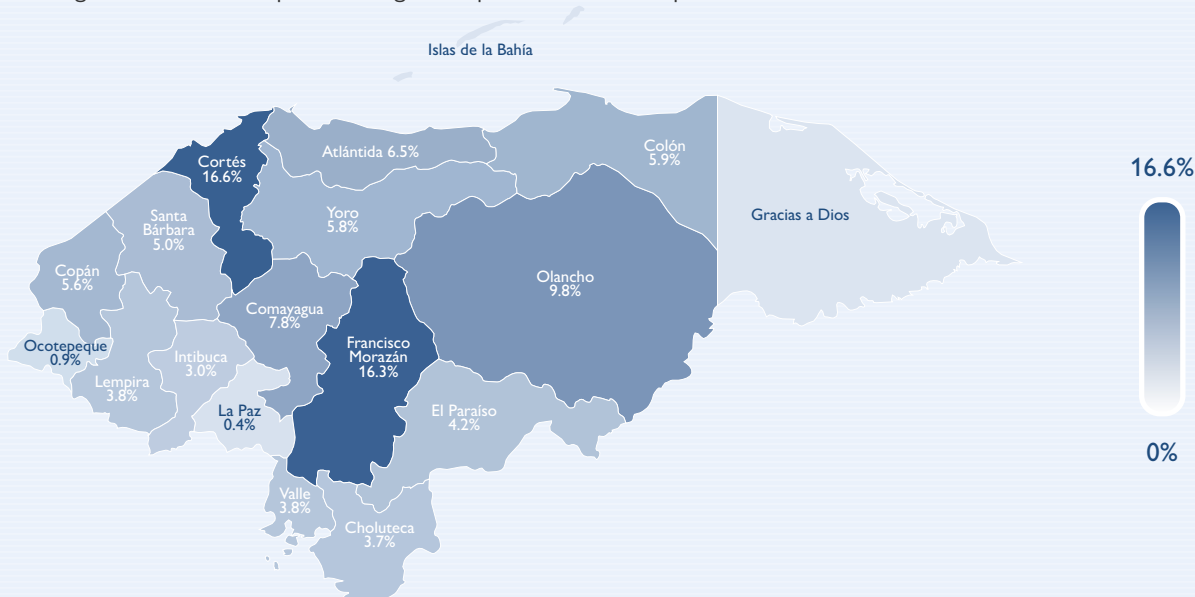 Islas de la Bahía
Cortés
16.6%
Atlántida 6.5%
Colón
5.9%
16.6%
Santa
Bárbara
5.0%
Yoro
5.8%
Gracias a Dios
Copán
5.6%
Olancho
9.8%
Comayagua
7.8%
Ocotepeque
0.9%
Intibuca
3.0%
Francisco
Morazán
16.3%
Lempira
3.8%
La Paz
0.4%
El Paraíso
4.2%
0%
Valle
3.8%
Choluteca
3.7%